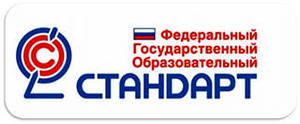 Федеральный
Государственный
Образовательный
СТАНДАРТ